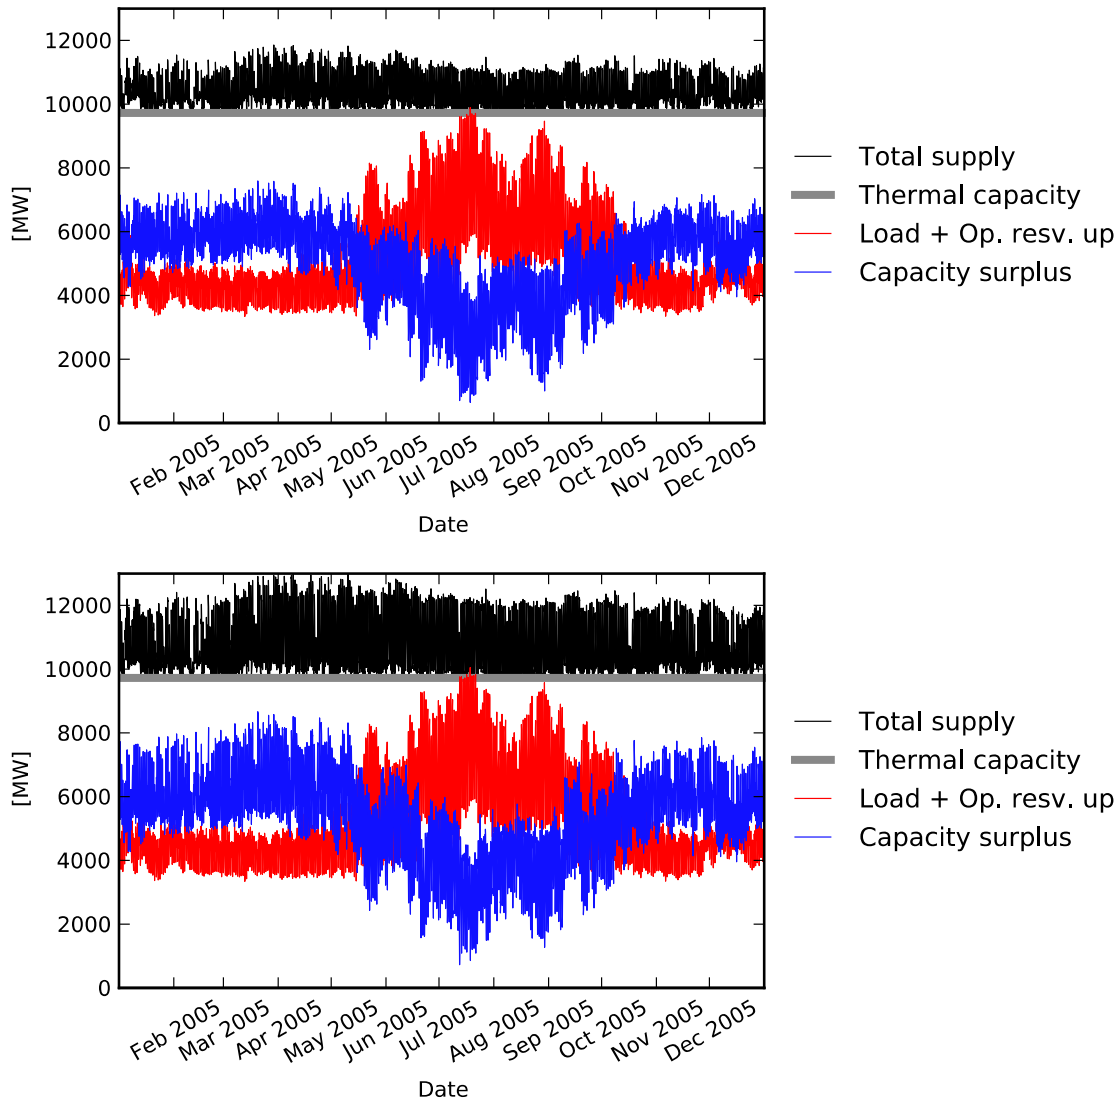 12000
10000
8000
6000
4000
2000
0
[MW]
Feb 2005
Mar 2005
Apr 2005
May 2005
Jun 2005
Jul 2005
Aug 2005
Sep 2005
Oct 2005
Nov 2005
Dec 2005
Date
Total supply
Thermal capacity
Load + Op. resv. up
Capacity surplus
12000
10000
8000
6000
4000
2000
0
[MW]
Feb 2005
Mar 2005
Apr 2005
May 2005
Jun 2005
Jul 2005
Aug 2005
Sep 2005
Oct 2005
Nov 2005
Dec 2005
Date
Total supply
Thermal capacity
Load + Op. resv. up
Capacity surplus